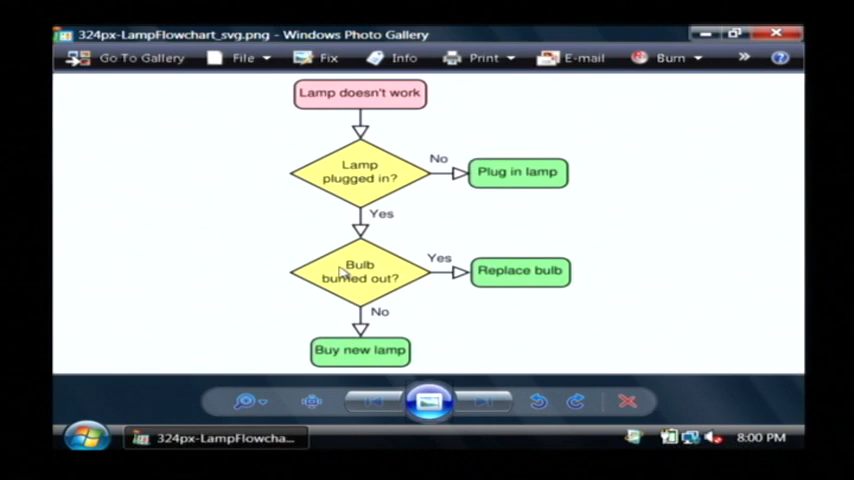 324px-LampFlowchart_svg.png - Windows Photo Gallery
Go To Gallery File Fix Info Print E-mail Burn »
Lamp doesn't work
Lamp
plugged in?
No
Plug in lamp
Yes
Bulb
burned out?
Yes
Replace bulb
No
Buy new lamp
324px-LampFlowcha...
8:00 PM